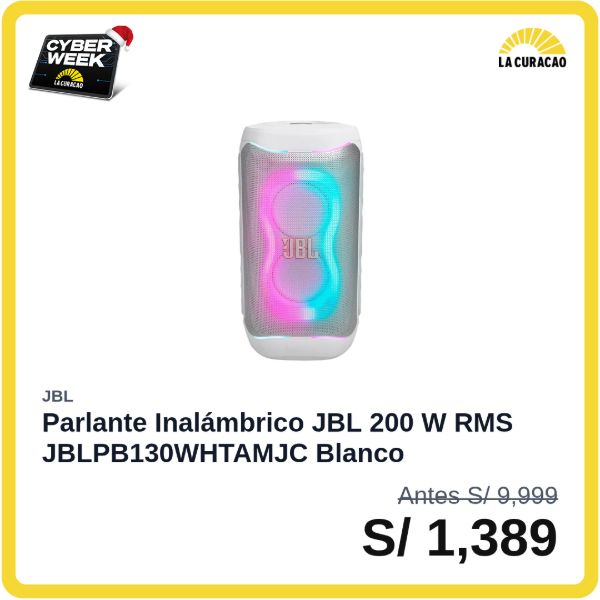 CYBER
WEEK
LA CURACAO
LA CURACAO
JBL
JBL
Parlante Inalámbrico JBL 200 W RMS
JBLPB130WHTAMJC Blanco
Antes S/ 9,999
S/ 1,389